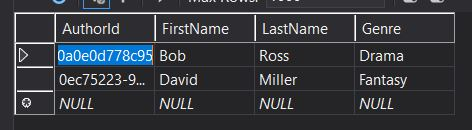 Max Rows:
AuthorId FirstName LastName Genre
0a0e0d778c95 Bob Ross Drama
0ec75223-9... David Miller Fantasy
NULL NULL NULL NULL